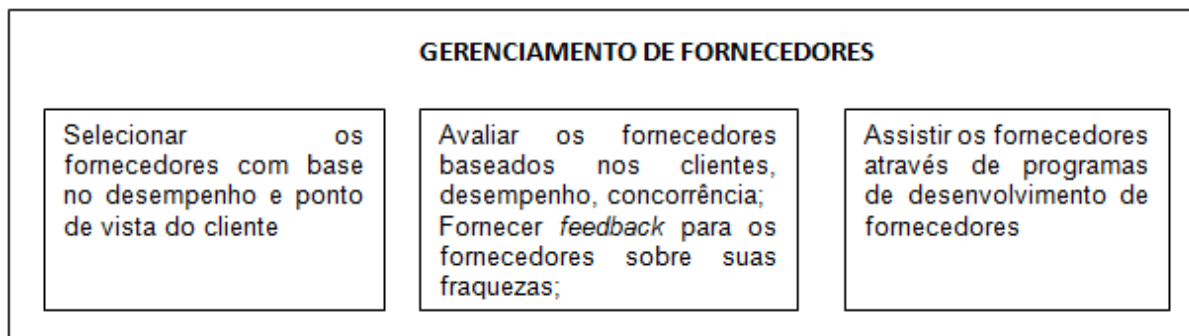 GERENCIAMENTO DE FORNECEDORES
Selecionar os
fornecedores com base
no desempenho e ponto
de vista do cliente
Avaliar os fornecedores
baseados nos clientes,
desempenho, concorrência;
Fornecer feedback para os
fornecedores sobre suas
fraquezas;
Assistir os fornecedores
através de programas
de desenvolvimento de
fornecedores